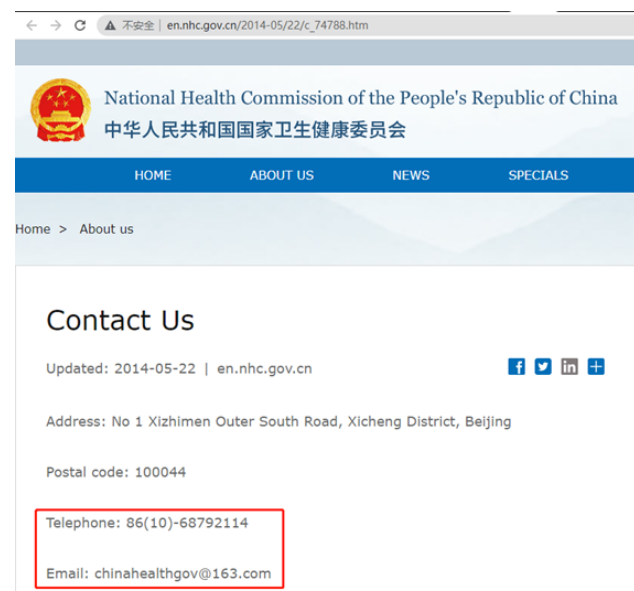 不安全 | en.nhc.gov.cn/2014-05/22/c_74788.htm
National Health Commission of the People's Republic of China
中华人民共和国国家卫生健康委员会
HOME ABOUT US NEWS SPECIALS
Home > About us
Contact Us
Updated: 2014-05-22 | en.nhc.gov.cn
Address: No 1 Xizhimen Outer South Road, Xicheng District, Beijing
Postal code: 100044
Telephone: 86(10)-68792114
Email: chinahealthgov@163.com